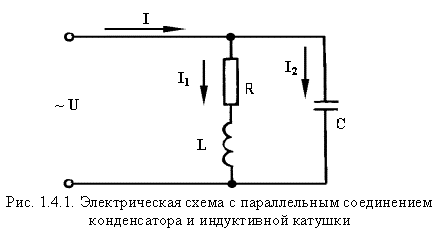 I
I₁
I₂
R
~ U
L
C
Рис. 1.4.1. Электрическая схема с параллельным соединением
конденсатора и индуктивной катушки